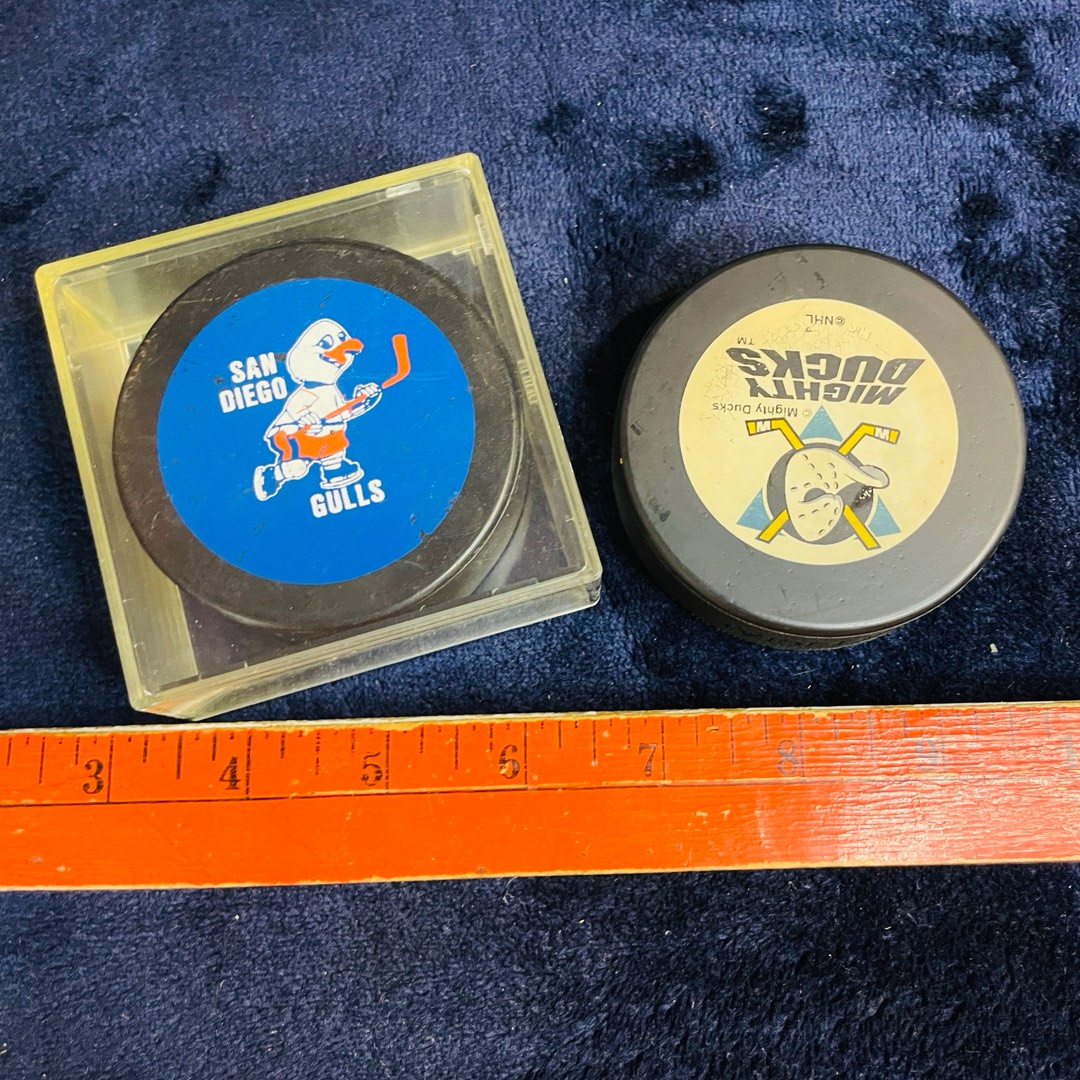 SAN
DIEGO
GULLS
©NHL
MIGHTY
DUCKS
TM
© Mighty Ducks
W W
3 4 5 6 7 8